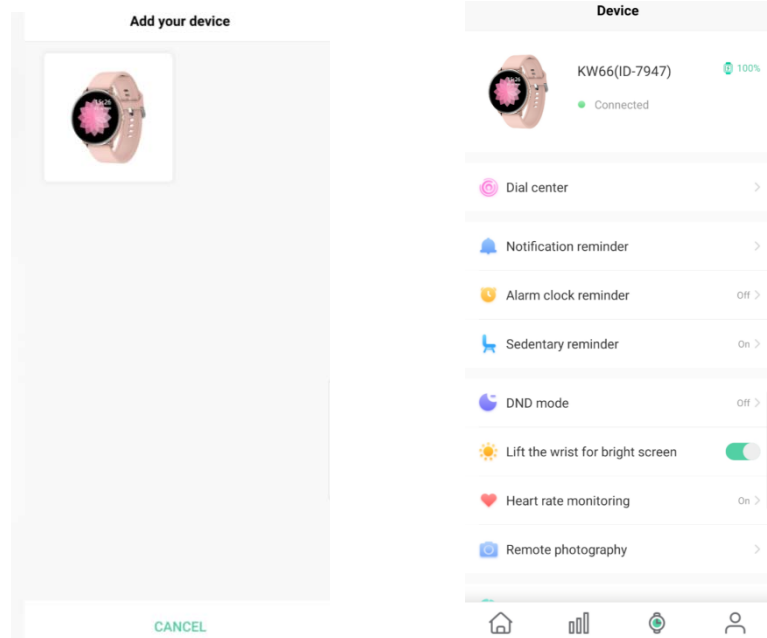 Add your device
CANCEL
Device
KW66(ID-7947)
100%
Connected
Dial center
Notification reminder
Alarm clock reminder Off
Sedentary reminder On
DND mode Off
Lift the wrist for bright screen
Heart rate monitoring On
Remote photography